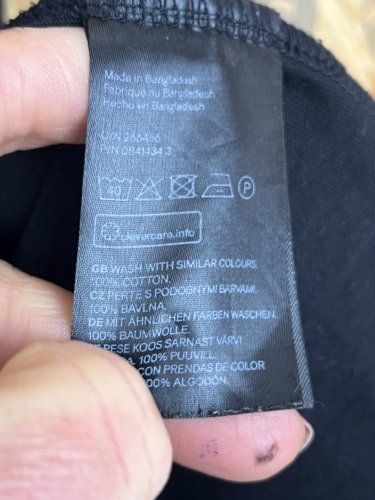 Made in Bangladesh
Fabriqué au Bangladesh
Hecho en Bangladesh
O/N 266456
P/N 0841434 3
40
P
clevercare.info
GB WASH WITH SIMILAR COLOURS.
100% COTTON.
CZ PERTE S PODOBNÝMI BARVAMI.
100% BAVLNA.
DE MIT ÄHNLICHEN FARBEN WASCHEN.
100% BAUMWOLLE.
PESE KOOS SARNAST VÄRVI
100% PUUVILL.
CON PRENDAS DE COLOR
100% ALGODÓN.